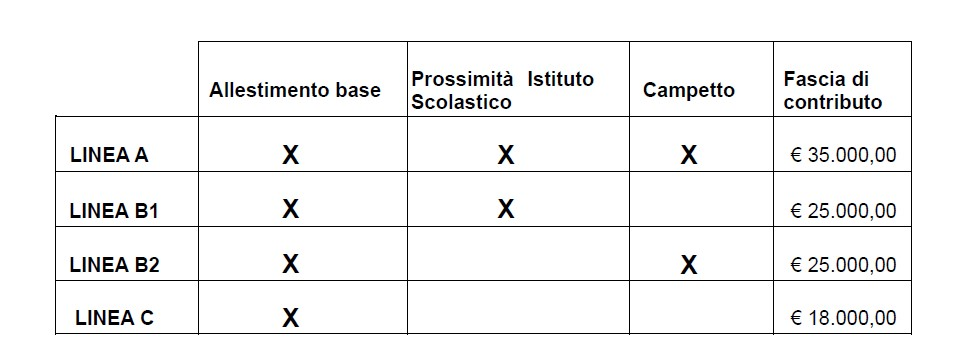 Allestimento base Prossimità Istituto Scolastico Campetto Fascia di contributo
LINEA A X X X € 35.000,00
LINEA B1 X X € 25.000,00
LINEA B2 X X € 25.000,00
LINEA C X € 18.000,00